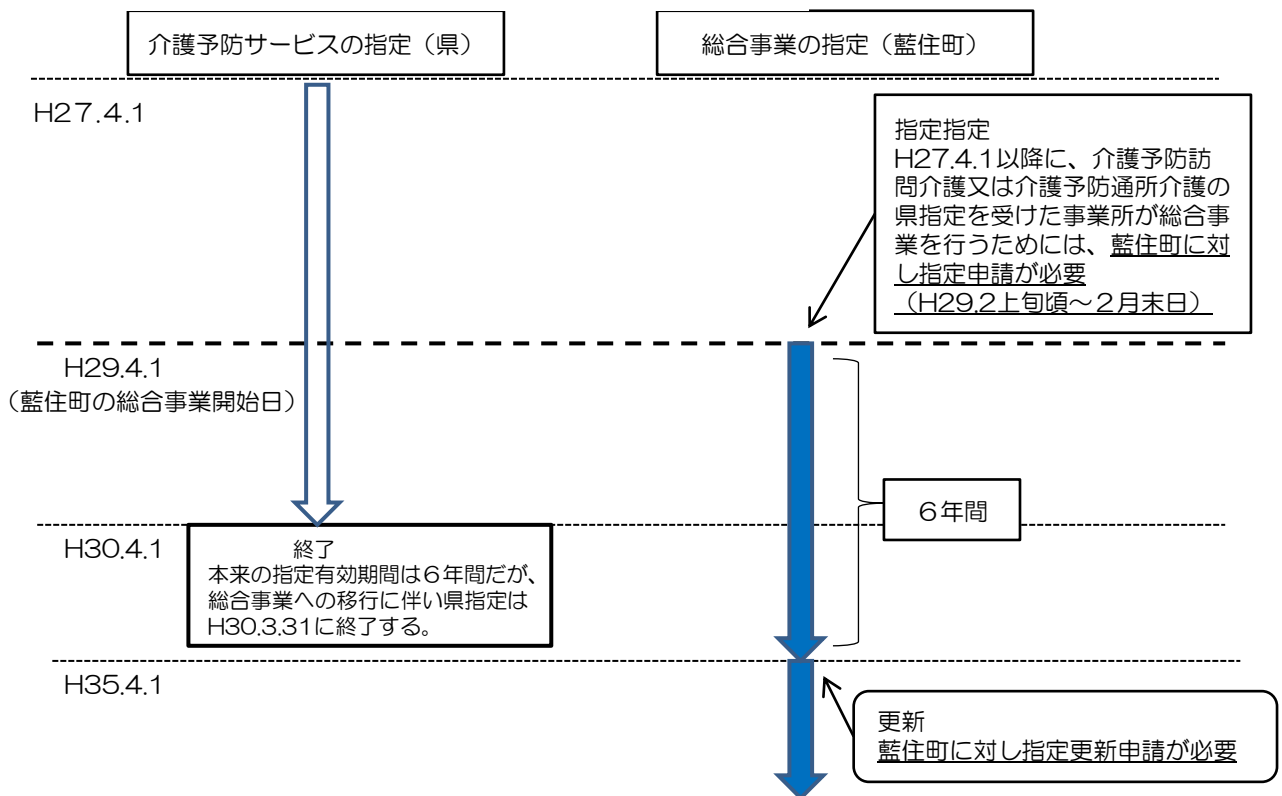 介護予防サービスの指定（県）
総合事業の指定（藍住町）
H27.4.1
指定指定
H27.4.1以降に、介護予防訪
問介護又は介護予防通所介護の
県指定を受けた事業所が総合事
業を行うためには、藍住町に対
し指定申請が必要
（H29.2上旬頃～２月末日）
H29.4.1
（藍住町の総合事業開始日）
６年間
H30.4.1
終了
本来の指定有効期間は６年間だが、
総合事業への移行に伴い県指定は
H30.3.31に終了する。
H35.4.1
更新
藍住町に対し指定更新申請が必要